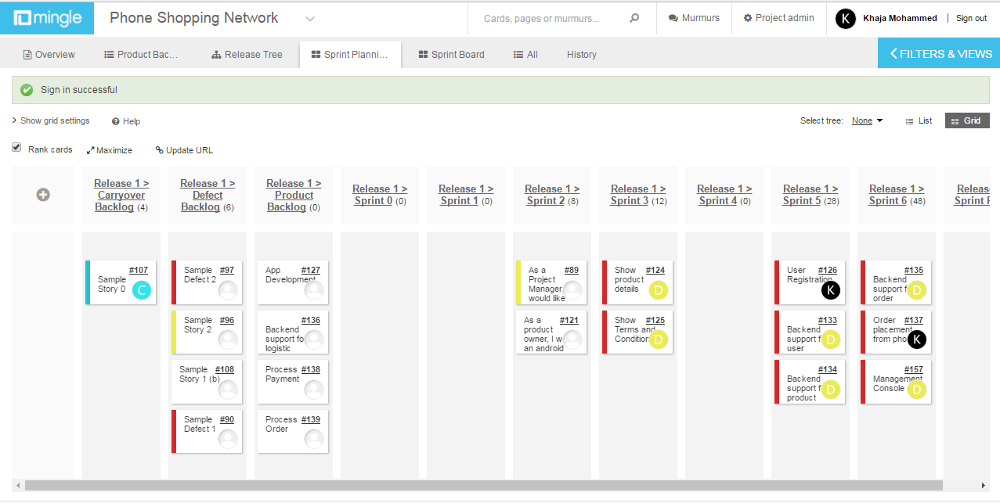 mingle
Phone Shopping Network
Cards, pages or murmurs...
Murmurs
Project admin
K
Khaja Mohammed
Sign out
Overview
Product Bac...
Release Tree
Sprint Planni...
Sprint Board
All
History
FILTERS & VIEWS
Sign in successful
Show grid settings
Help
Select tree: None
List
Grid
Rank cards
Maximize
Update URL
Release 1 >
Carryover
Backlog (4)
Release 1 >
Defect
Backlog (6)
Release 1 >
Product
Backlog (0)
Release 1 >
Sprint 0 (0)
Release 1 >
Sprint 1 (0)
Release 1 >
Sprint 2 (8)
Release 1 >
Sprint 3 (12)
Release 1 >
Sprint 4 (0)
Release 1 >
Sprint 5 (28)
Release 1 >
Sprint 6 (48)
#107
Sample
Story 0
C
Sample #97
Defect 2
Sample #96
Story 2
Sample #108
Story 1 (b)
Sample #90
Defect 1
App #127
Development
#136
Backend
support for
logistic
Process #138
Payment
Process #139
Order
As a #89
Project
Manager,
would like
As a #121
product
owner, I w
an android
Show #124
product
details
D
Show #125
Terms and
Condition
D
User #126
Registration
K
#133
Backend
support f
user
D
#134
Backend
support f
product
D
#135
Backend
support f
order
D
Order #137
placement
from pho
K
#157
Management
Console
D